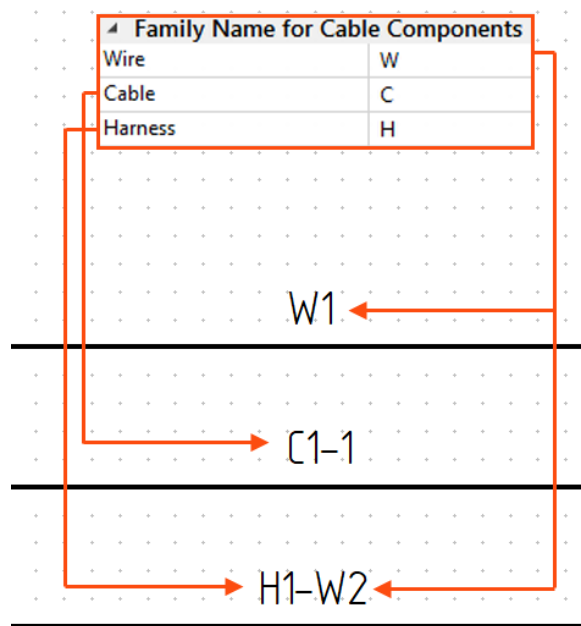 Family Name for Cable Components
Wire W
Cable C
Harness H
W1
C1-1
H1-W2